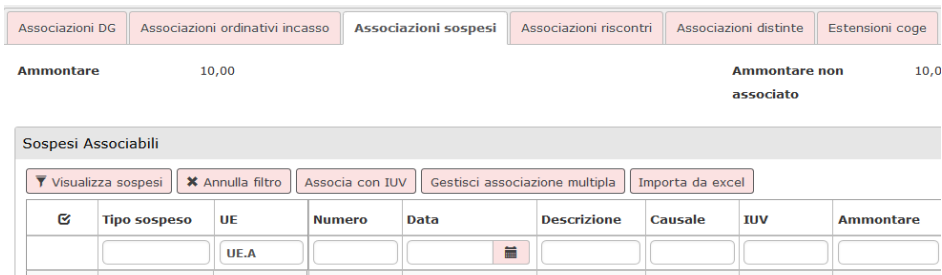 Associazioni DG Associazioni ordinativi incasso Associazioni sospesi Associazioni riscontri Associazioni distinte Estensioni coge
Ammontare 10,00 Ammontare non associato 10,0
Sospesi Associabili
Visualizza sospesi Annulla filtro Associa con IUV Gestisci associazione multipla Importa da excel
Tipo sospeso UE Numero Data Descrizione Causale IUV Ammontare
UE.A